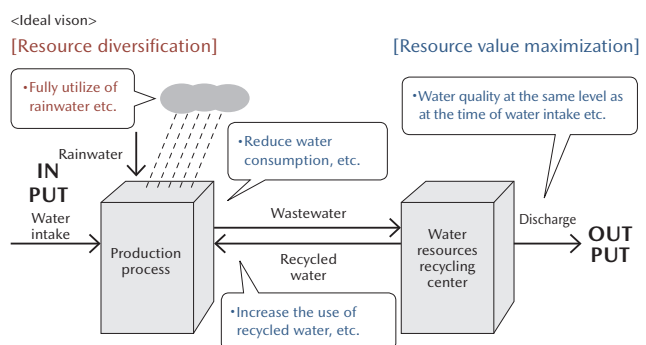 <Ideal vison>
[Resource diversification]
[Resource value maximization]
•Fully utilize of
rainwater etc.
•Water quality at the same level as
at the time of water intake etc.
•Reduce water
consumption, etc.
Rainwater
IN
PUT
Water
intake
Production
process
Wastewater
Recycled
water
Water
resources
recycling
center
Discharge
OUT
PUT
•Increase the use of
recycled water, etc.